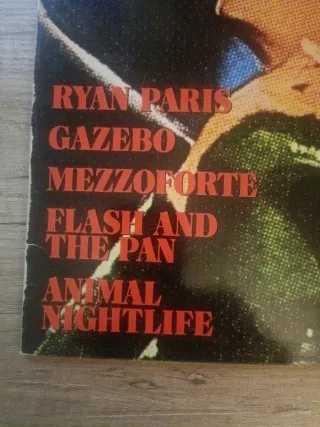 RYAN PARIS
GAZEBO
MEZZOFORTE
FLASH AND
THE PAN
ANIMAL
NIGHTLIFE